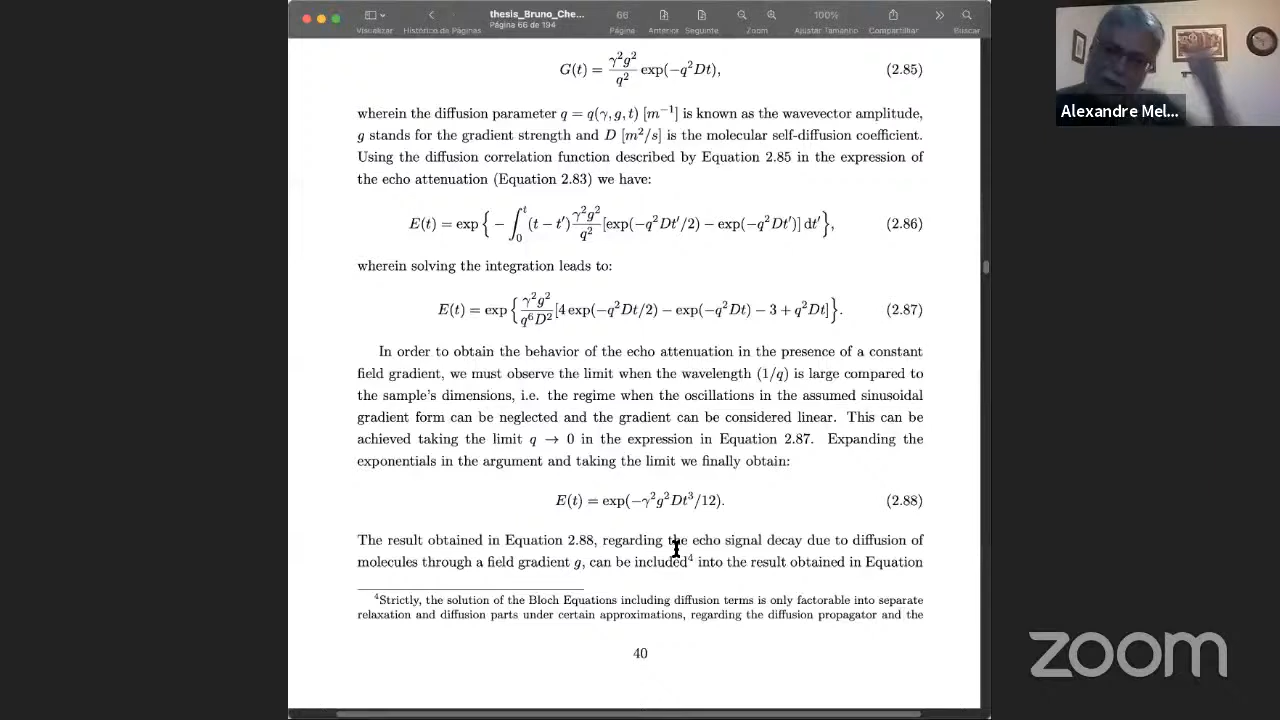 thesis_Bruno_Che...
Página 66 de 194
66
100%
Visualizar
Histórico de Páginas
Página
Anterior
Seguinte
Zoom
Ajustar Tamanho
Compartilhar
Buscar
Alexandre Mel...
G(t) = γ²g²/q² exp(−q²Dt), (2.85)
wherein the diffusion parameter q = q(γ, g, t) [m⁻¹] is known as the wavevector amplitude,
g stands for the gradient strength and D [m²/s] is the molecular self-diffusion coefficient.
Using the diffusion correlation function described by Equation 2.85 in the expression of
the echo attenuation (Equation 2.83) we have:
E(t) = exp{ − ∫₀ᵗ (t − t′) γ²g²/q² [exp(−q²Dt′/2) − exp(−q²Dt′)] dt′ }, (2.86)
wherein solving the integration leads to:
E(t) = exp{ γ²g²/q⁶D² [4 exp(−q²Dt/2) − exp(−q²Dt) − 3 + q²Dt] }. (2.87)
In order to obtain the behavior of the echo attenuation in the presence of a constant
field gradient, we must observe the limit when the wavelength (1/q) is large compared to
the sample's dimensions, i.e. the regime when the oscillations in the assumed sinusoidal
gradient form can be neglected and the gradient can be considered linear. This can be
achieved taking the limit q → 0 in the expression in Equation 2.87. Expanding the
exponentials in the argument and taking the limit we finally obtain:
E(t) = exp(−γ²g²Dt³/12). (2.88)
The result obtained in Equation 2.88, regarding the echo signal decay due to diffusion of
molecules through a field gradient g, can be included⁴ into the result obtained in Equation
⁴Strictly, the solution of the Bloch Equations including diffusion terms is only factorable into separate
relaxation and diffusion parts under certain approximations, regarding the diffusion propagator and the
40
zoom